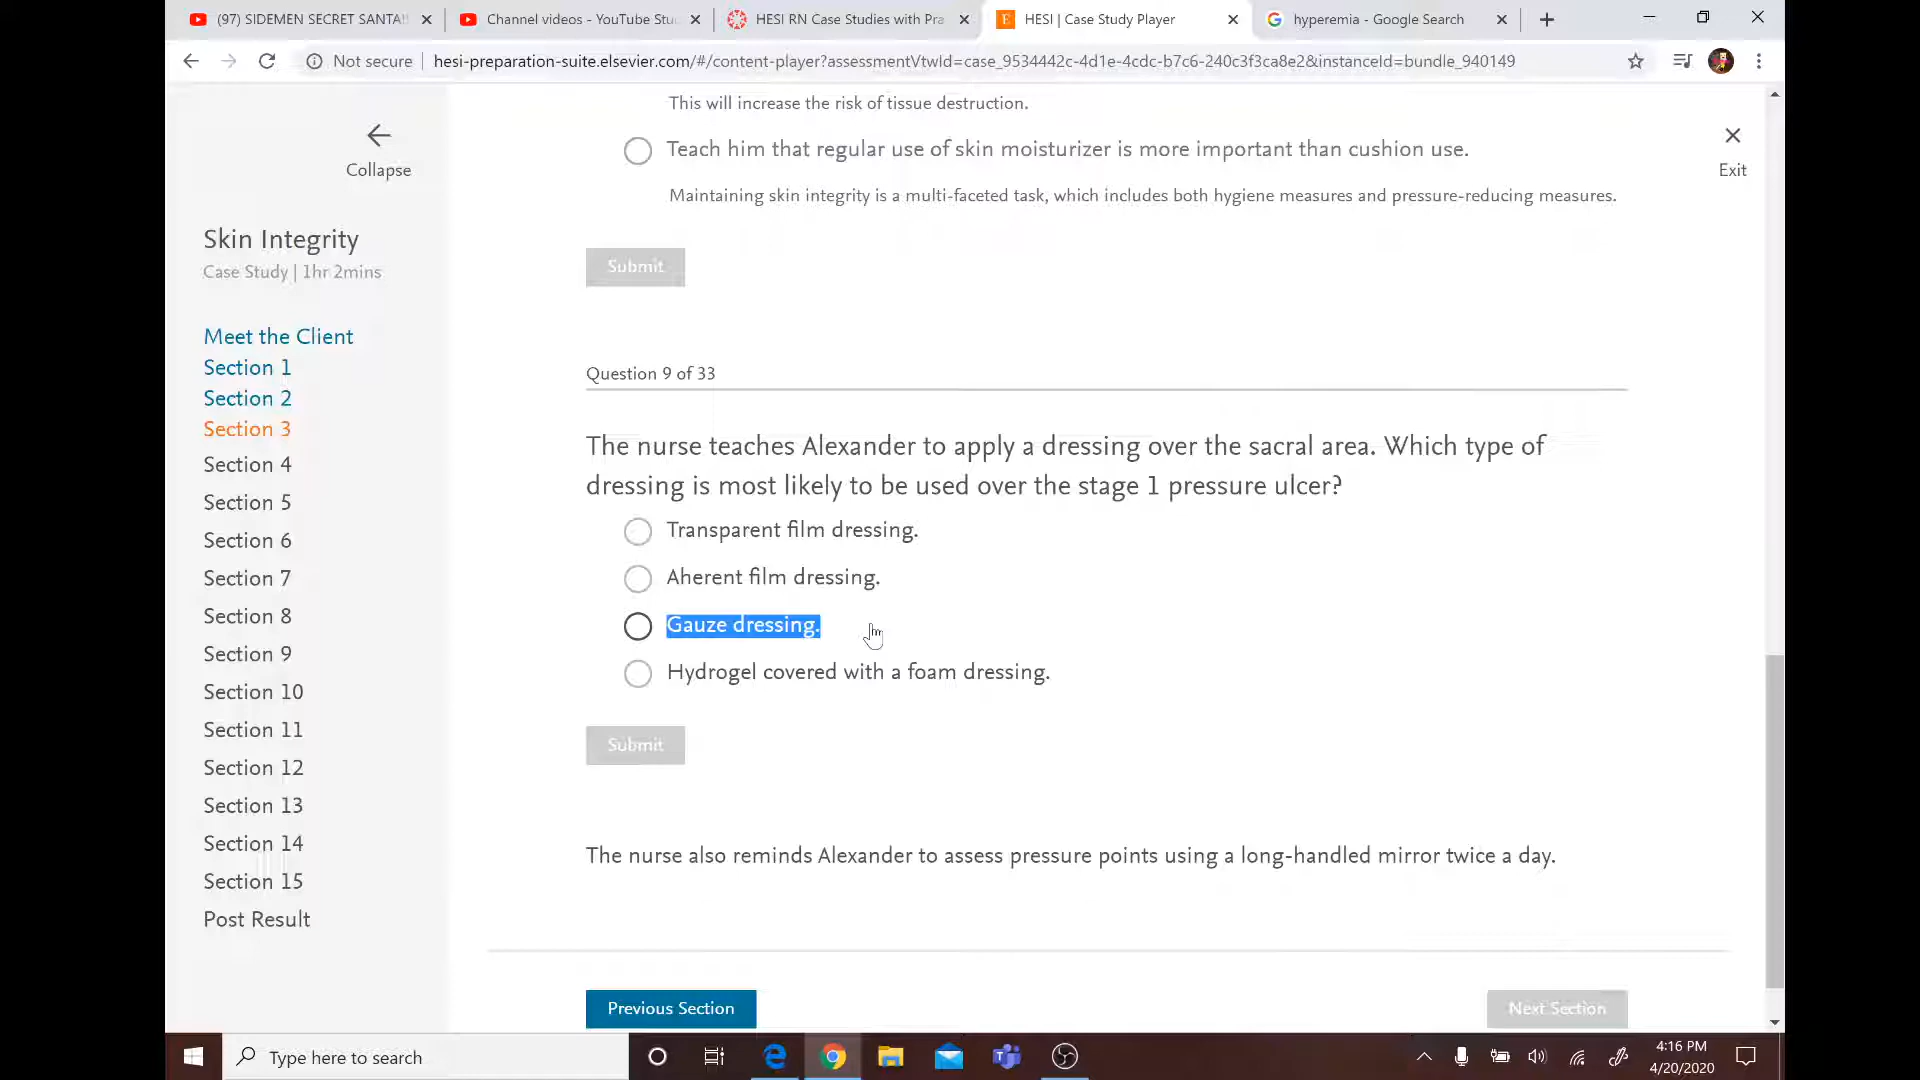 (97) SIDEMEN SECRET SANTA!!
Channel videos - YouTube Stu
HESI RN Case Studies with Pra
HESI | Case Study Player
hyperemia - Google Search
Not secure
hesi-preparation-suite.elsevier.com/#/content-player?assessmentVtwId=case_9534442c-4d1e-4cdc-b7c6-240c3f3ca8e2&instanceId=bundle_940149
Collapse
Skin Integrity
Case Study | 1hr 2mins
Meet the Client
Section 1
Section 2
Section 3
Section 4
Section 5
Section 6
Section 7
Section 8
Section 9
Section 10
Section 11
Section 12
Section 13
Section 14
Section 15
Post Result
This will increase the risk of tissue destruction.
Teach him that regular use of skin moisturizer is more important than cushion use.
Maintaining skin integrity is a multi-faceted task, which includes both hygiene measures and pressure-reducing measures.
Exit
Submit
Question 9 of 33
The nurse teaches Alexander to apply a dressing over the sacral area. Which type of
dressing is most likely to be used over the stage 1 pressure ulcer?
Transparent film dressing.
Aherent film dressing.
Gauze dressing.
Hydrogel covered with a foam dressing.
Submit
The nurse also reminds Alexander to assess pressure points using a long-handled mirror twice a day.
Previous Section
Next Section
Type here to search
4:16 PM
4/20/2020